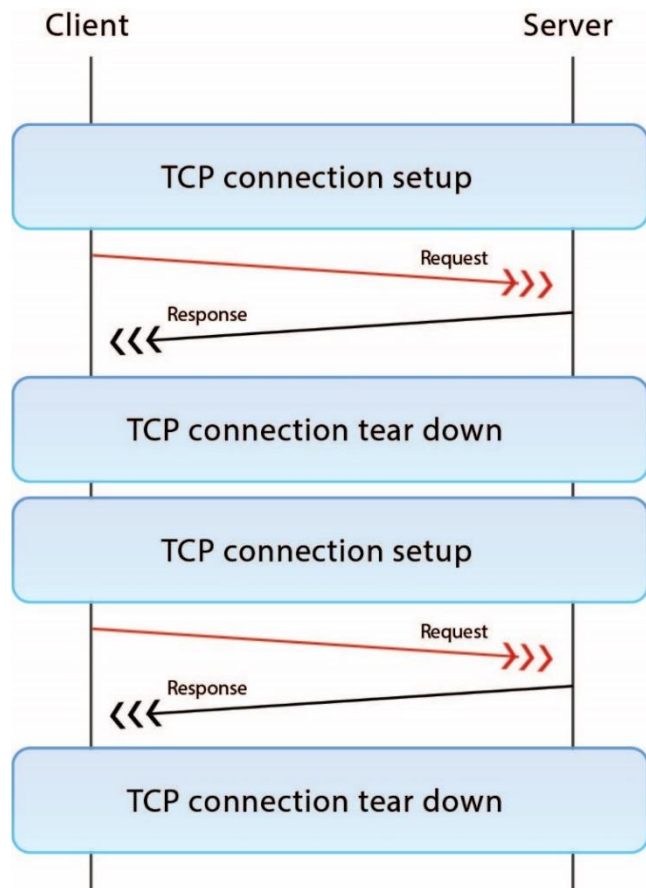 Client Server
TCP connection setup
Request
Response
TCP connection tear down
TCP connection setup
Request
Response
TCP connection tear down